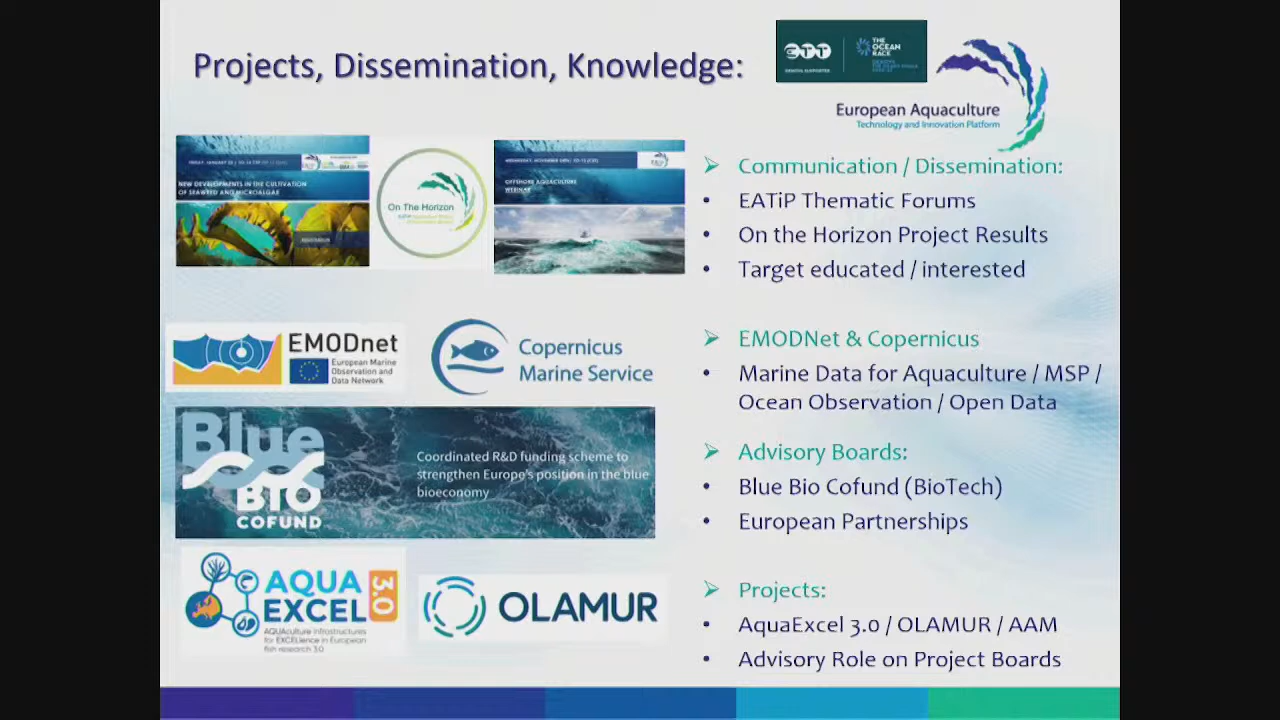 Projects, Dissemination, Knowledge:
ETT
THE
OCEAN
RACE
European Aquaculture
Technology and Innovation Platform
NEW DEVELOPMENTS IN THE CULTIVATION
OF SEAWEED AND MICROALGAE
On The Horizon
OFFSHORE AQUACULTURE
WEBINAR
➢ Communication / Dissemination:
• EATiP Thematic Forums
• On the Horizon Project Results
• Target educated / interested
EMODnet
European Marine
Observation and
Data Network
Copernicus
Marine Service
➢ EMODNet & Copernicus
• Marine Data for Aquaculture / MSP /
Ocean Observation / Open Data
Blue
BIO
COFUND
Coordinated R&D funding scheme to
strengthen Europe's position in the blue
bioeconomy
➢ Advisory Boards:
• Blue Bio Cofund (BioTech)
• European Partnerships
AQUA
EXCEL
3.0
AQUAculture infrastructures
for EXCELlence in European
fish research 3.0
OLAMUR
➢ Projects:
• AquaExcel 3.0 / OLAMUR / AAM
• Advisory Role on Project Boards